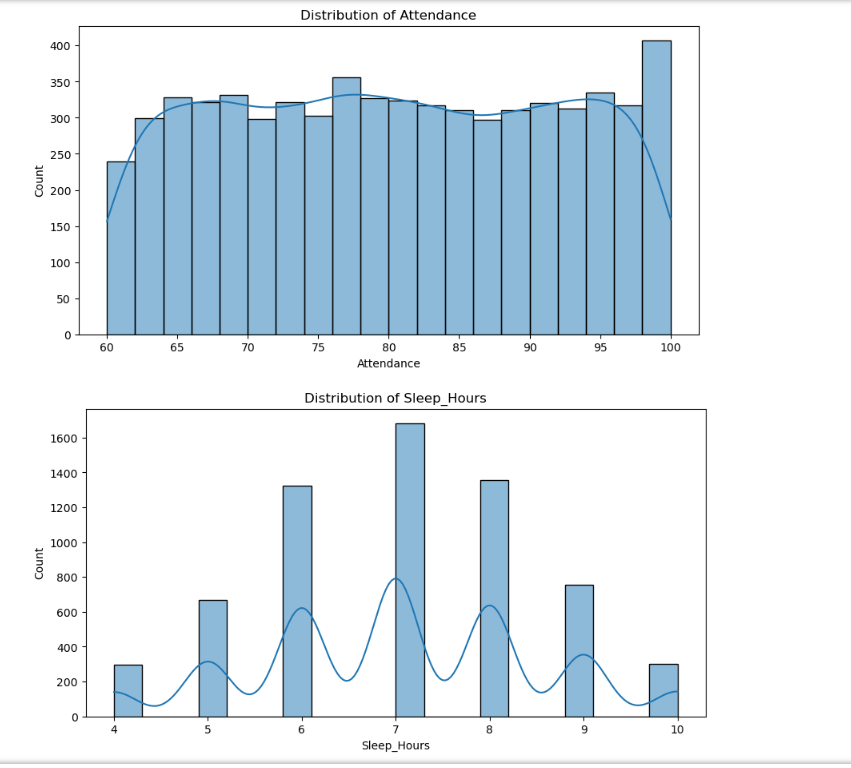 Distribution of Attendance
400
350
300
250
200
150
100
50
0
Count
60 65 70 75 80 85 90 95 100
Attendance
Distribution of Sleep_Hours
1600
1400
1200
1000
800
600
400
200
0
Count
4 5 6 7 8 9 10
Sleep_Hours